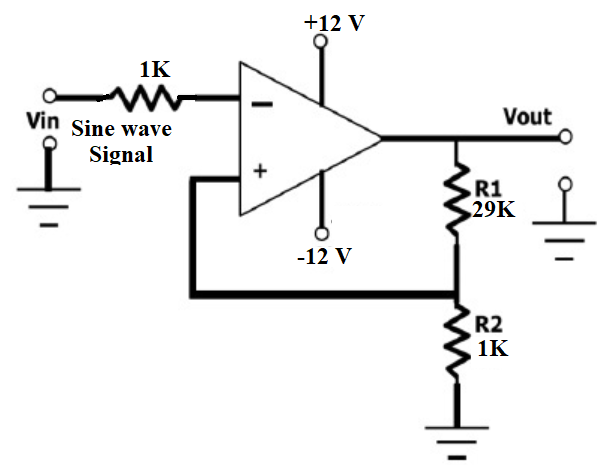 +12 V
1K
Vin
Sine wave
Signal
−
+
-12 V
Vout
R1
29K
R2
1K